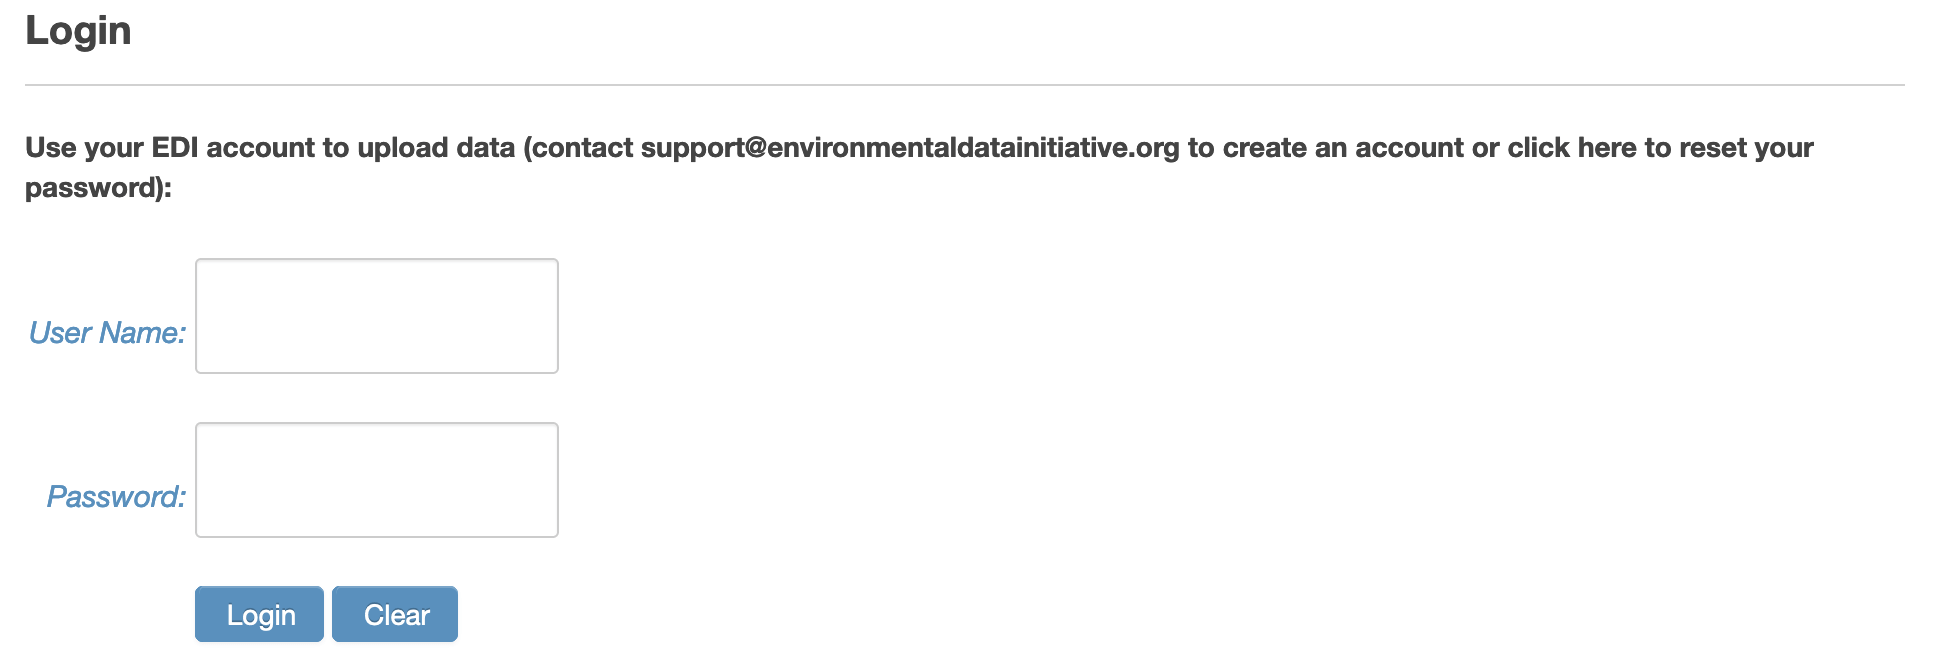 Login
Use your EDI account to upload data (contact support@environmentaldatainitiative.org to create an account or click here to reset your
password):
User Name:
Password:
Login Clear